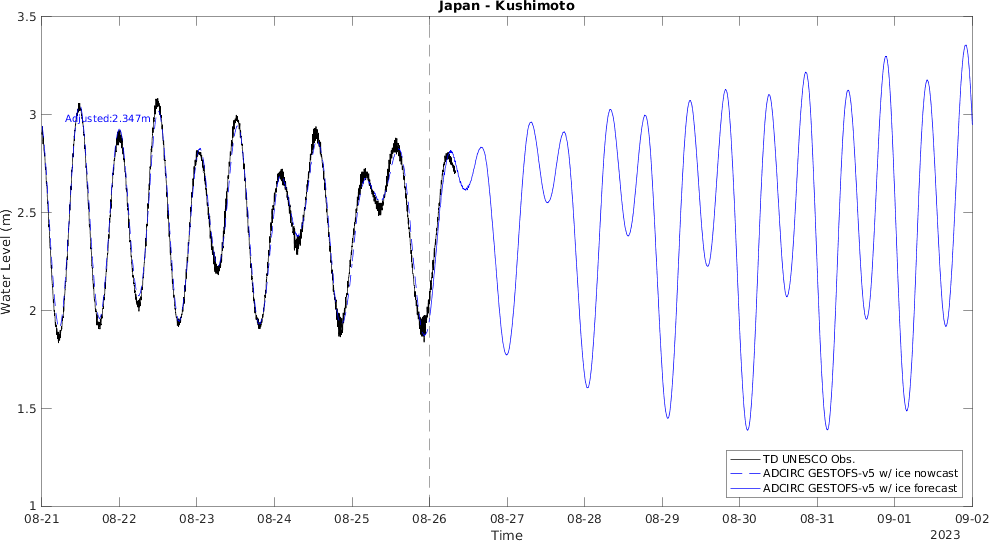 Japan - Kushimoto
3.5
3
2.5
2
1.5
1
Water Level (m)
Adjusted:2.347m
TD UNESCO Obs.
ADCIRC GESTOFS-v5 w/ ice nowcast
ADCIRC GESTOFS-v5 w/ ice forecast
08-21 08-22 08-23 08-24 08-25 08-26 08-27 08-28 08-29 08-30 08-31 09-01 09-02
Time
2023